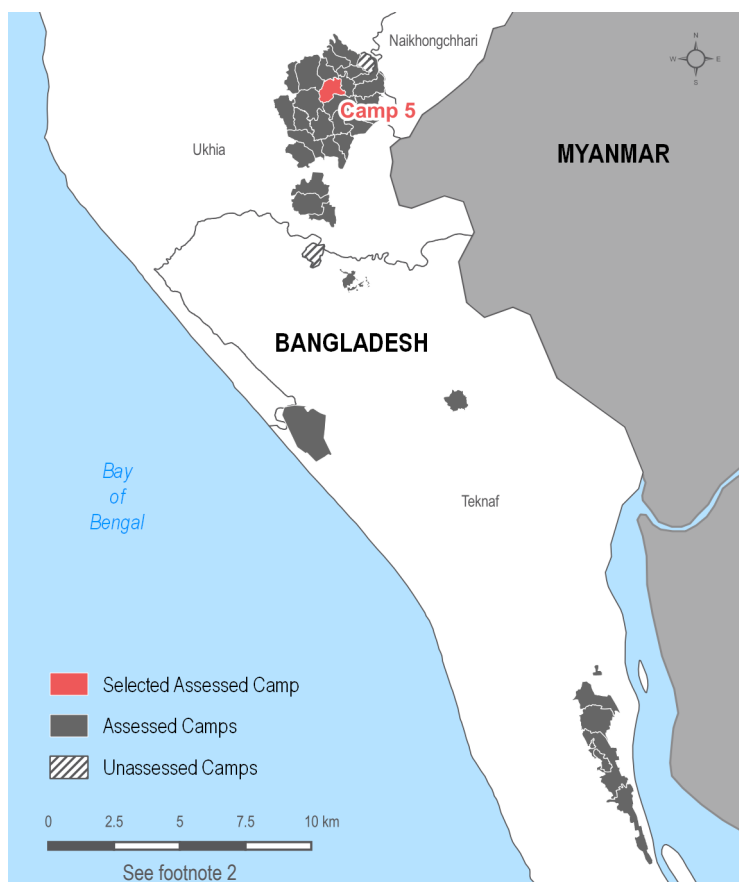 Naikhongchhari
N
W
E
S
Camp 5
Ukhia
MYANMAR
BANGLADESH
Bay
of
Bengal
Teknaf
Selected Assessed Camp
Assessed Camps
Unassessed Camps
0 2.5 5 7.5 10 km
See footnote 2